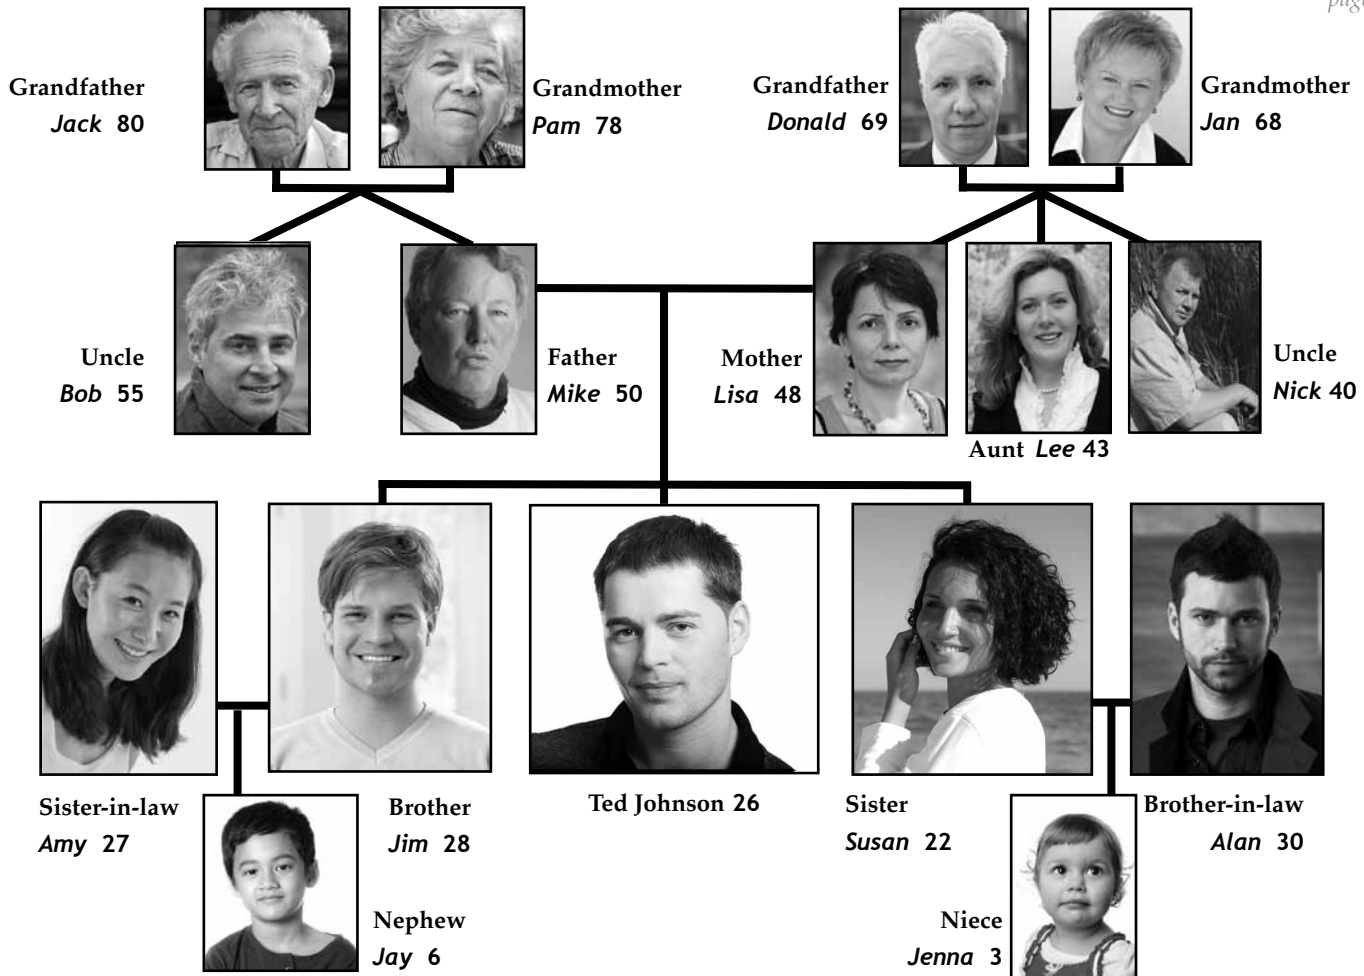 page
Grandfather
Jack 80
Grandmother
Pam 78
Grandfather
Donald 69
Grandmother
Jan 68
Uncle
Bob 55
Father
Mike 50
Mother
Lisa 48
Aunt Lee 43
Uncle
Nick 40
Sister-in-law
Amy 27
Brother
Jim 28
Ted Johnson 26
Sister
Susan 22
Brother-in-law
Alan 30
Nephew
Jay 6
Niece
Jenna 3